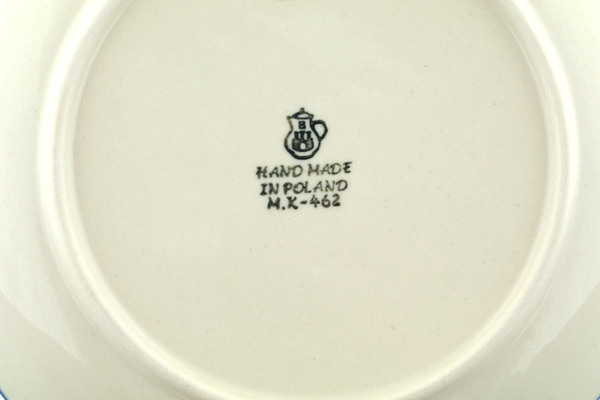 B
HAND MADE
IN POLAND
M.K-462